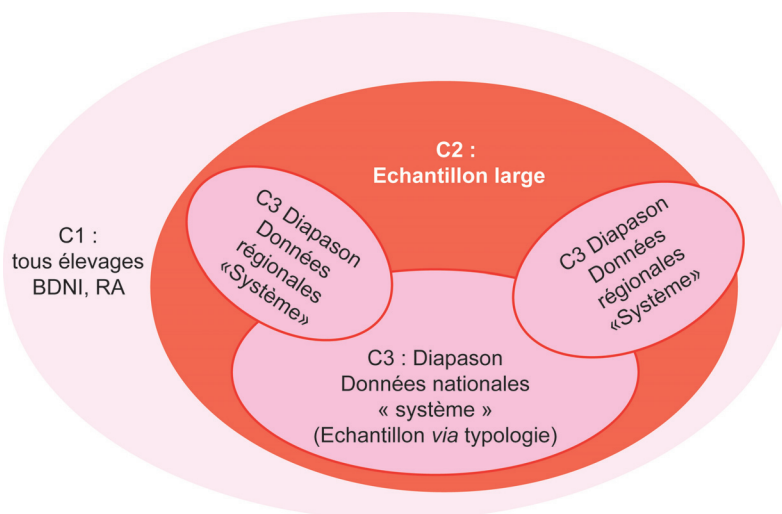 C2 :
Echantillon large
C1 :
tous élevages
BDNI, RA
C3 Diapason
Données
régionales
«Système»
C3 Diapason
Données
régionales
«Système»
C3 : Diapason
Données nationales
« système »
(Echantillon via typologie)